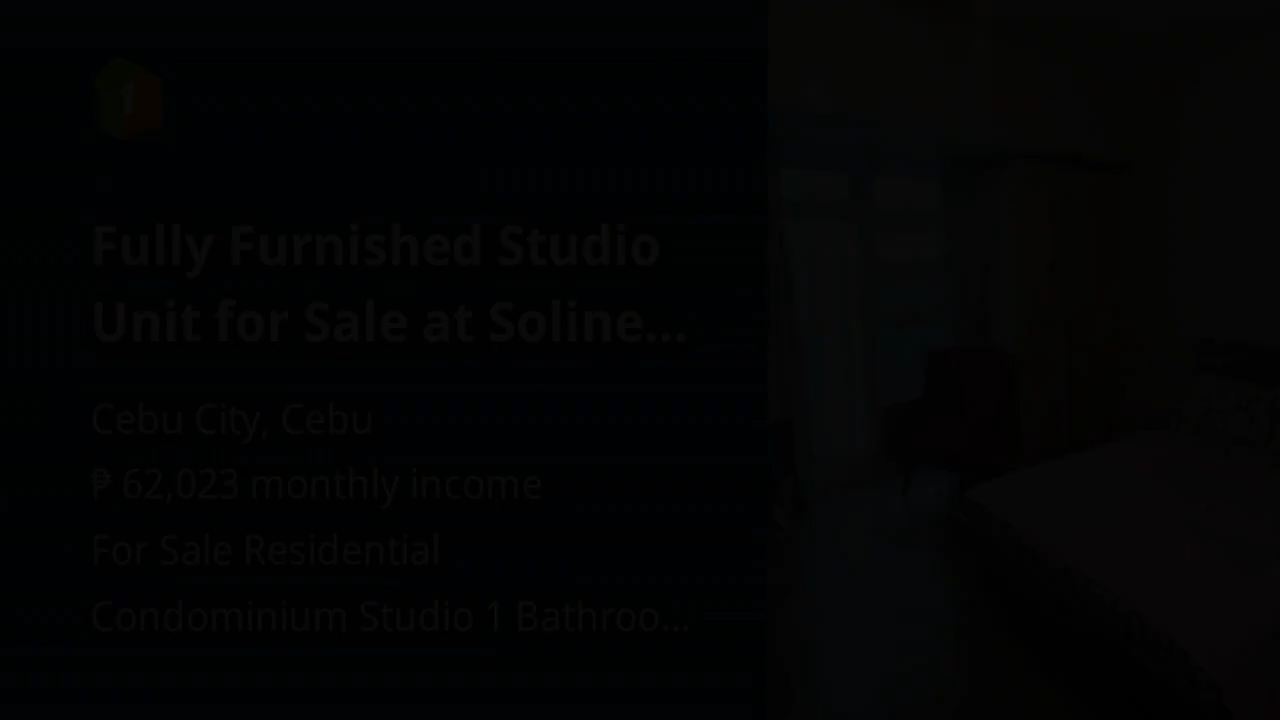 1
Fully Furnished Studio
Unit for Sale at Soline...
Cebu City, Cebu
₱ 62,023 monthly income
For Sale Residential
Condominium Studio 1 Bathroo...